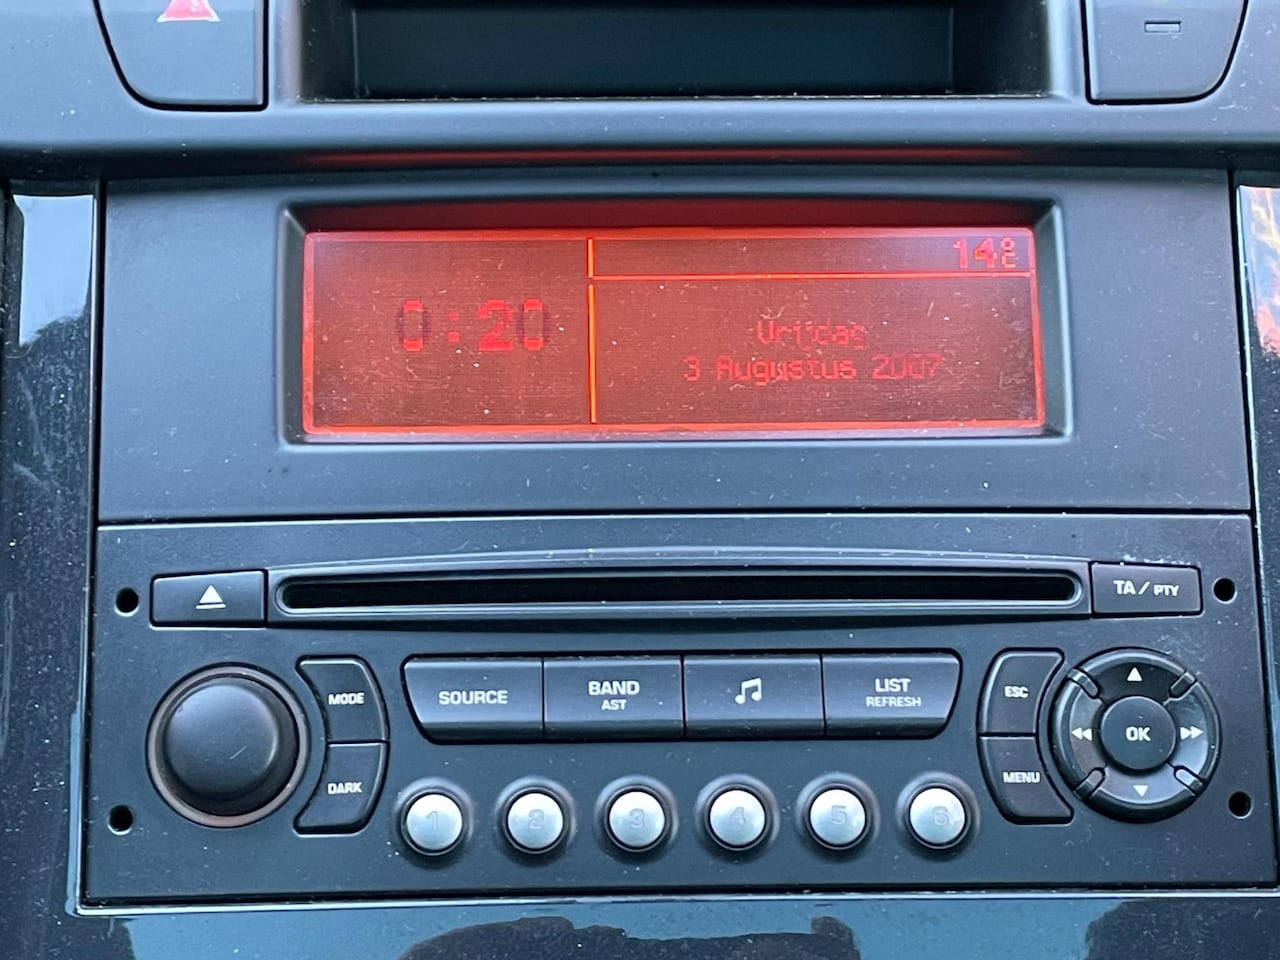 14°C
0:20
Vrijdag
3 Augustus 2007
TA / PTY
MODE
SOURCE
BAND
AST
LIST
REFRESH
ESC
OK
DARK
MENU
1 2 3 4 5 6